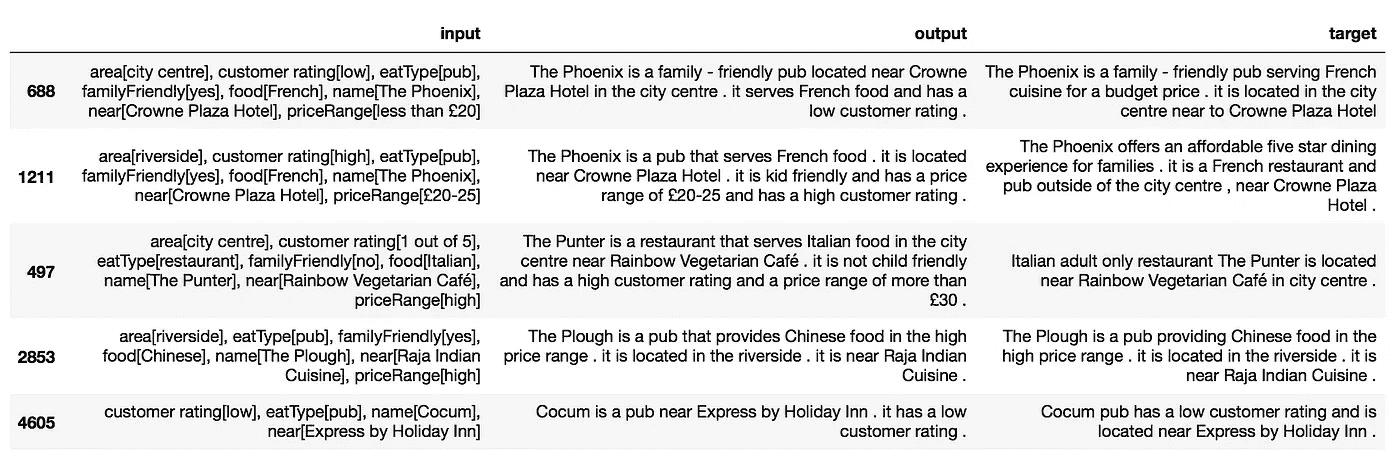 input output target
688
area[city centre], customer rating[low], eatType[pub],
familyFriendly[yes], food[French], name[The Phoenix],
near[Crowne Plaza Hotel], priceRange[less than £20]
The Phoenix is a family - friendly pub located near Crowne
Plaza Hotel in the city centre . it serves French food and has a
low customer rating .
The Phoenix is a family - friendly pub serving French
cuisine for a budget price . it is located in the city
centre near to Crowne Plaza Hotel
1211
area[riverside], customer rating[high], eatType[pub],
familyFriendly[yes], food[French], name[The Phoenix],
near[Crowne Plaza Hotel], priceRange[£20-25]
The Phoenix is a pub that serves French food . it is located
near Crowne Plaza Hotel . it is kid friendly and has a price
range of £20-25 and has a high customer rating .
The Phoenix offers an affordable five star dining
experience for families . it is a French restaurant and
pub outside of the city centre , near Crowne Plaza
Hotel .
497
area[city centre], customer rating[1 out of 5],
eatType[restaurant], familyFriendly[no], food[Italian],
name[The Punter], near[Rainbow Vegetarian Café],
priceRange[high]
The Punter is a restaurant that serves Italian food in the city
centre near Rainbow Vegetarian Café . it is not child friendly
and has a high customer rating and a price range of more than
£30 .
Italian adult only restaurant The Punter is located
near Rainbow Vegetarian Café in city centre .
2853
area[riverside], eatType[pub], familyFriendly[yes],
food[Chinese], name[The Plough], near[Raja Indian
Cuisine], priceRange[high]
The Plough is a pub that provides Chinese food in the high
price range . it is located in the riverside . it is near Raja Indian
Cuisine .
The Plough is a pub providing Chinese food in the
high price range . it is located in the riverside . it is
near Raja Indian Cuisine .
4605
customer rating[low], eatType[pub], name[Cocum],
near[Express by Holiday Inn]
Cocum is a pub near Express by Holiday Inn . it has a low
customer rating .
Cocum pub has a low customer rating and is
located near Express by Holiday Inn .